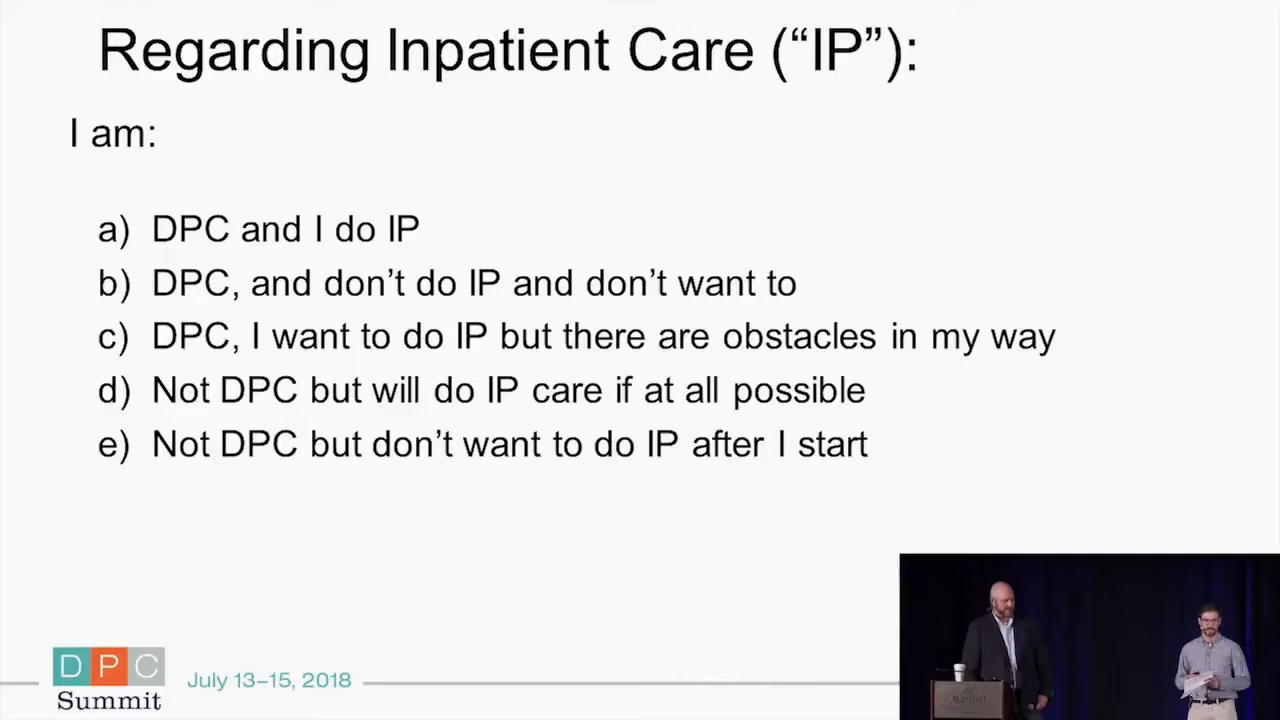 Regarding Inpatient Care (“IP”):
I am:
a) DPC and I do IP
b) DPC, and don’t do IP and don’t want to
c) DPC, I want to do IP but there are obstacles in my way
d) Not DPC but will do IP care if at all possible
e) Not DPC but don’t want to do IP after I start
DPC
Summit
July 13–15, 2018
Marriott